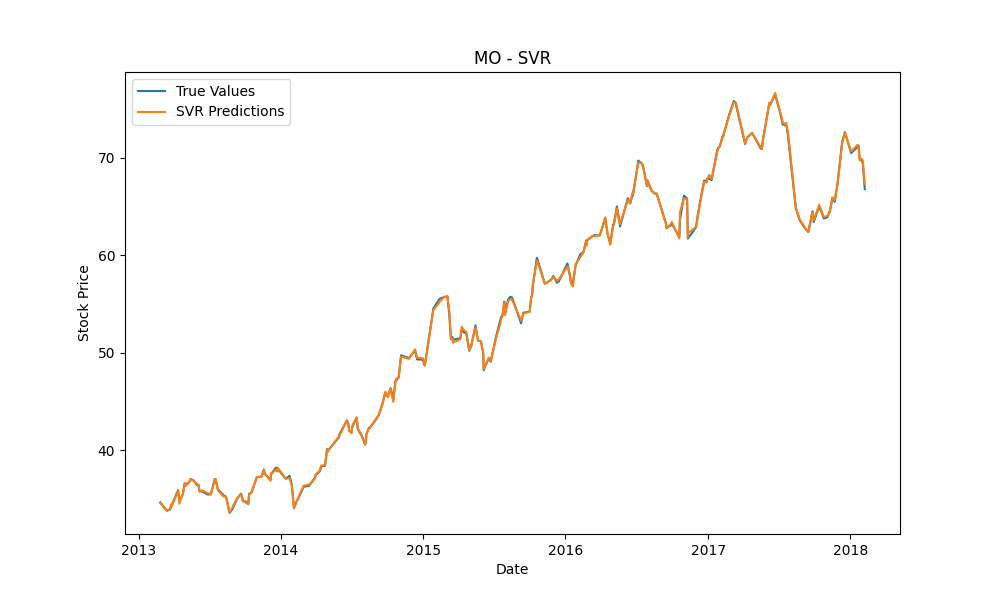 MO - SVR
True Values
SVR Predictions
Stock Price
70
60
50
40
2013 2014 2015 2016 2017 2018
Date